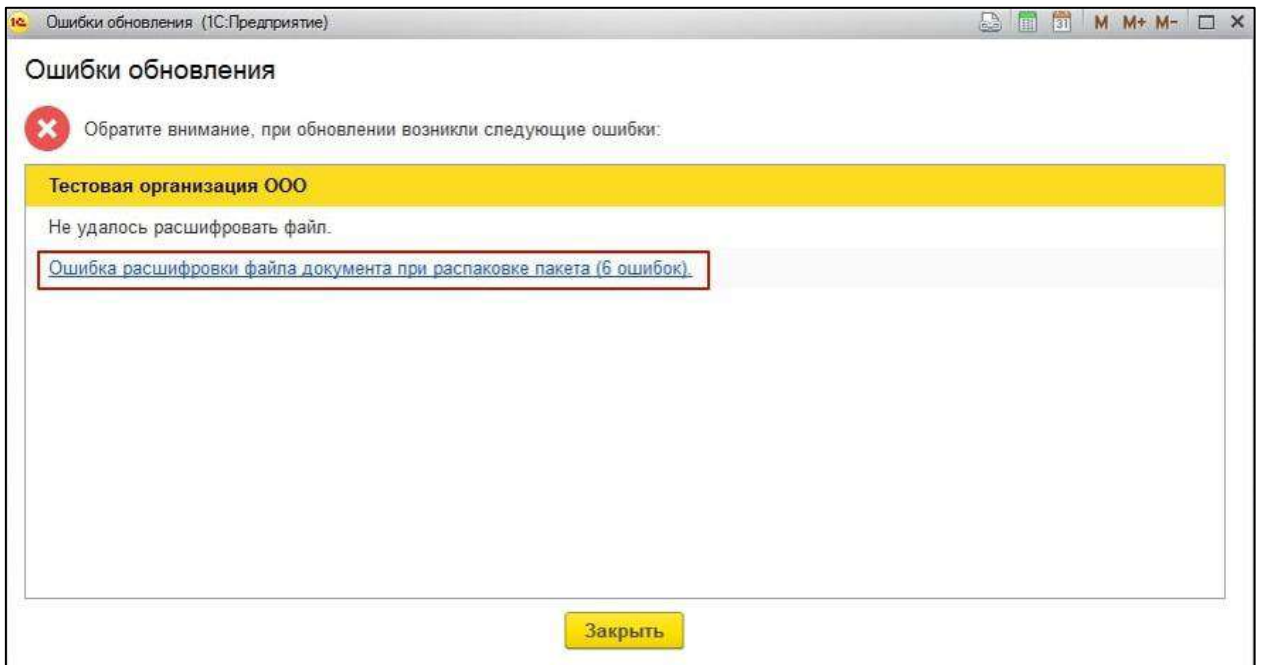 Ошибки обновления (1С:Предприятие)
31 M M+ M-
Ошибки обновления
Обратите внимание, при обновлении возникли следующие ошибки:
Тестовая организация ООО
Не удалось расшифровать файл.
Ошибка расшифровки файла документа при распаковке пакета (6 ошибок).
Закрыть